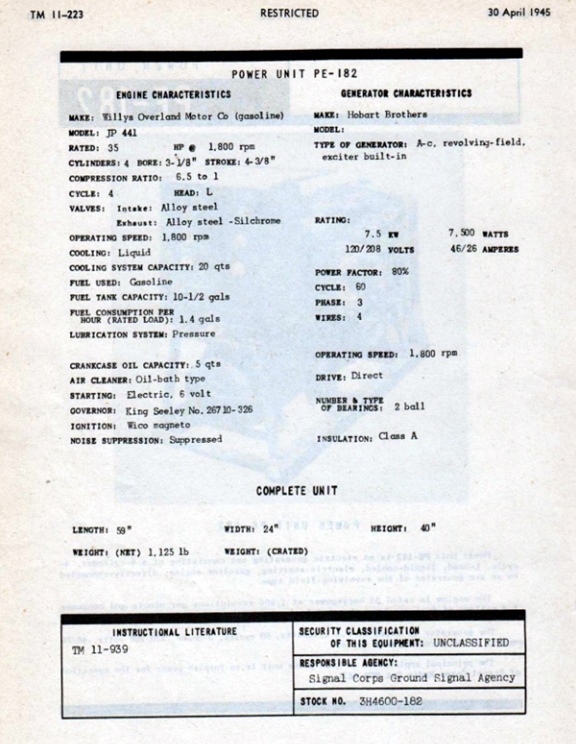 TM 11-223 RESTRICTED 30 April 1945
POWER UNIT PE-182
ENGINE CHARACTERISTICS
MAKE: Willys Overland Motor Co (gasoline)
MODEL: JP 441
RATED: 35 HP @ 1,800 rpm
CYLINDERS: 4 BORE: 3-1/8" STROKE: 4-3/8"
COMPRESSION RATIO: 6.5 to 1
CYCLE: 4 HEAD: L
VALVES: Intake: Alloy steel
Exhaust: Alloy steel -Silchrome
OPERATING SPEED: 1,800 rpm
COOLING: Liquid
COOLING SYSTEM CAPACITY: 20 qts
FUEL USED: Gasoline
FUEL TANK CAPACITY: 10-1/2 gals
FUEL CONSUMPTION PER
HOUR (RATED LOAD): 1.4 gals
LUBRICATION SYSTEM: Pressure
CRANKCASE OIL CAPACITY: 5 qts
AIR CLEANER: Oil-bath type
STARTING: Electric, 6 volt
GOVERNOR: King Seeley No. 26710-326
IGNITION: Wico magneto
NOISE SUPPRESSION: Suppressed
GENERATOR CHARACTERISTICS
MAKE: Hobart Brothers
MODEL:
TYPE OF GENERATOR: A-c, revolving-field,
exciter built-in
RATING:
7.5 KW 7,500 WATTS
120/208 VOLTS 46/26 AMPERES
POWER FACTOR: 80%
CYCLE: 60
PHASE: 3
WIRES: 4
OPERATING SPEED: 1,800 rpm
DRIVE: Direct
NUMBER & TYPE
OF BEARINGS: 2 ball
INSULATION: Class A
COMPLETE UNIT
LENGTH: 59" WIDTH: 24" HEIGHT: 40"
WEIGHT: (NET) 1,125 lb WEIGHT: (CRATED)
INSTRUCTIONAL LITERATURE
TM 11-939
SECURITY CLASSIFICATION
OF THIS EQUIPMENT: UNCLASSIFIED
RESPONSIBLE AGENCY:
Signal Corps Ground Signal Agency
STOCK NO. 3H4600-182